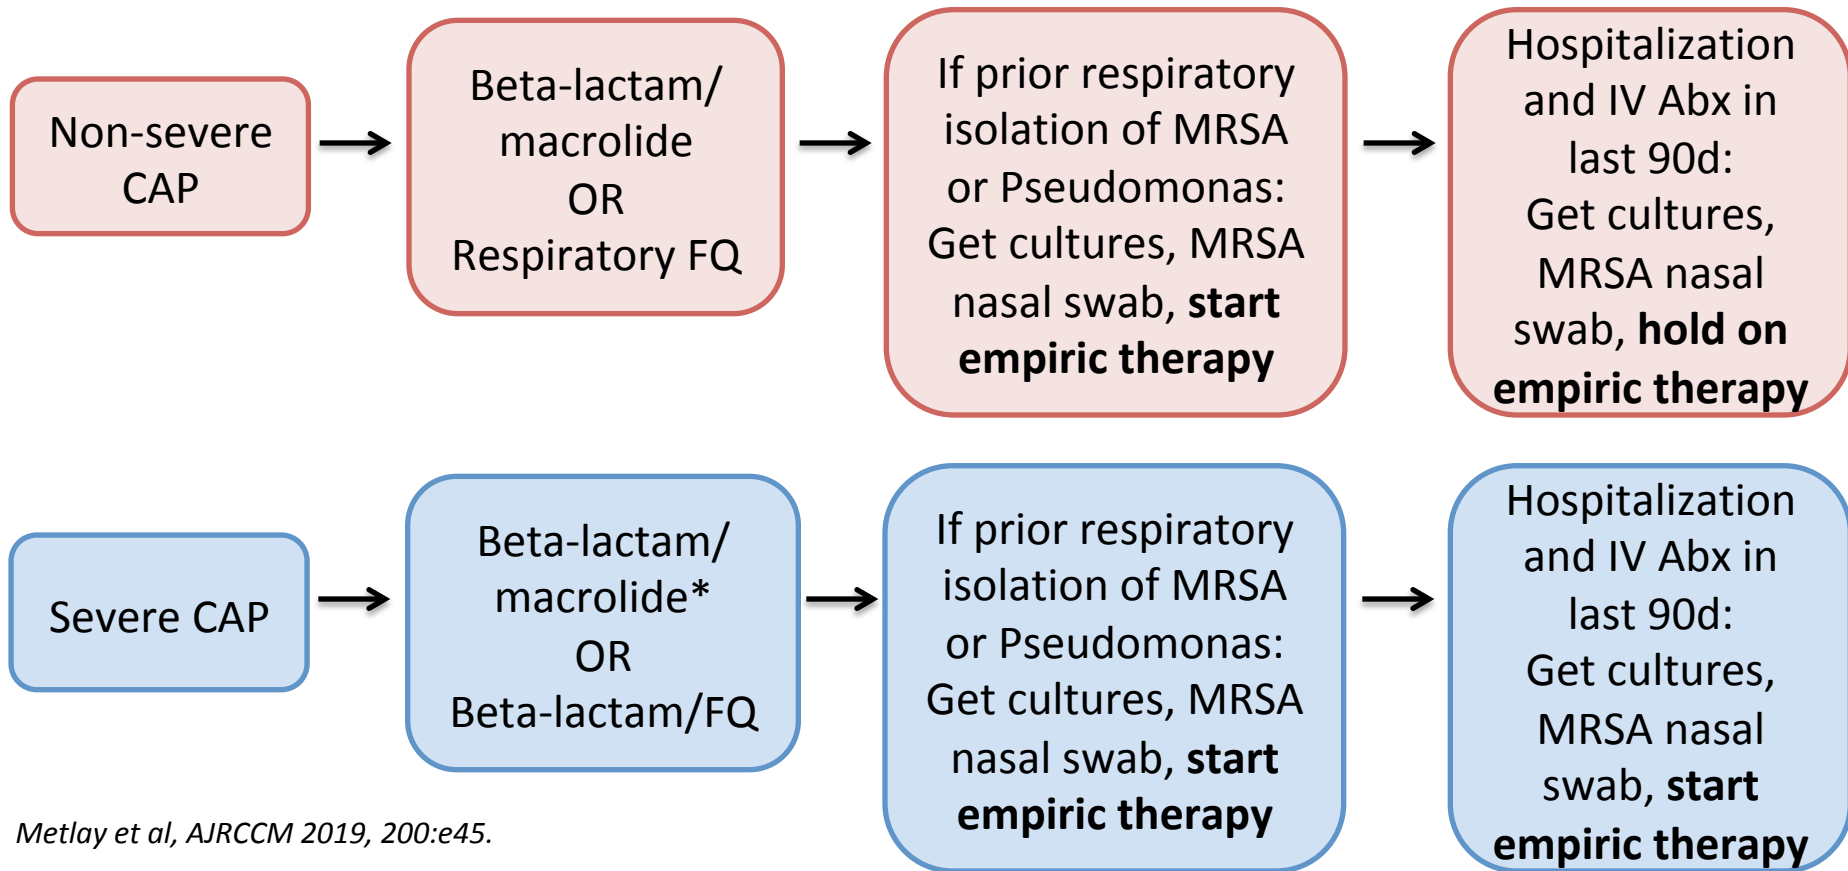 Non-severe
CAP
Beta-lactam/
macrolide
OR
Respiratory FQ
If prior respiratory
isolation of MRSA
or Pseudomonas:
Get cultures, MRSA
nasal swab, start
empiric therapy
Hospitalization
and IV Abx in
last 90d:
Get cultures,
MRSA nasal
swab, hold on
empiric therapy
Severe CAP
Beta-lactam/
macrolide*
OR
Beta-lactam/FQ
If prior respiratory
isolation of MRSA
or Pseudomonas:
Get cultures, MRSA
nasal swab, start
empiric therapy
Hospitalization
and IV Abx in
last 90d:
Get cultures,
MRSA nasal
swab, start
empiric therapy
Metlay et al, AJRCCM 2019, 200:e45.